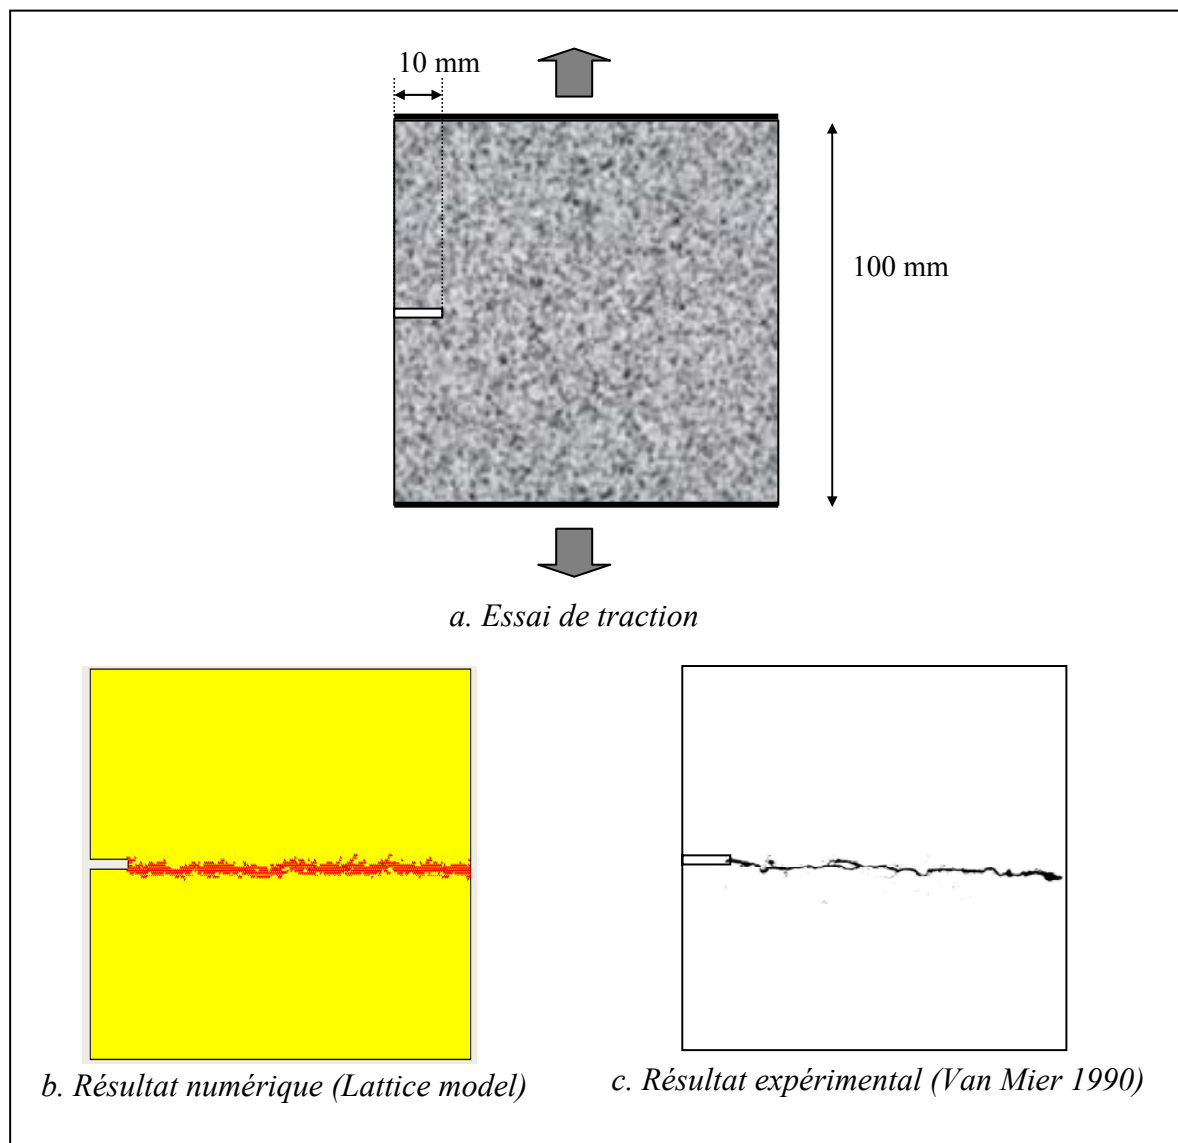 10 mm
100 mm
a. Essai de traction
b. Résultat numérique (Lattice model)
c. Résultat expérimental (Van Mier 1990)